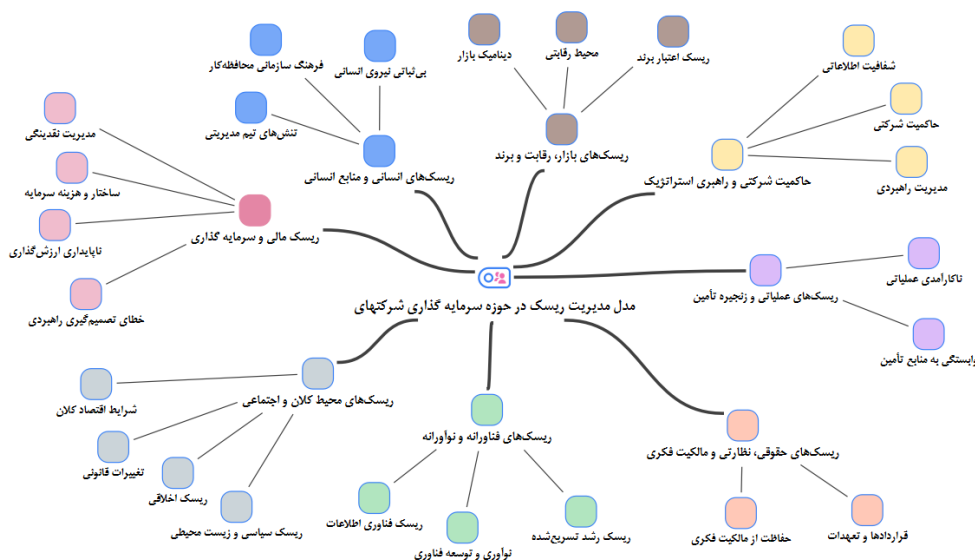 ریسک اعتبار برند
محیط رقابتی
دینامیک بازار
ریسک‌های بازار، رقابت و برند
شفافیت اطلاعاتی
حاکمیت شرکتی
مدیریت راهبردی
حاکمیت شرکتی و راهبری استراتژیک
بی‌ثباتی نیروی انسانی
فرهنگ سازمانی محافظه‌کار
تنش‌های تیم مدیریتی
ریسک‌های انسانی و منابع انسانی
مدیریت نقدینگی
ساختار و هزینه سرمایه
ناپایداری ارزش‌گذاری
خطای تصمیم‌گیری راهبردی
ریسک مالی و سرمایه گذاری
ناکارآمدی عملیاتی
وابستگی به منابع تأمین
ریسک‌های عملیاتی و زنجیره تأمین
مدل مدیریت ریسک در حوزه سرمایه گذاری شرکتهای
ریسک‌های محیط کلان و اجتماعی
شرایط اقتصاد کلان
تغییرات قانونی
ریسک اخلاقی
ریسک سیاسی و زیست محیطی
ریسک‌های فناورانه و نوآورانه
ریسک فناوری اطلاعات
نوآوری و توسعه فناوری
ریسک رشد تسریع‌شده
ریسک‌های حقوقی، نظارتی و مالکیت فکری
حفاظت از مالکیت فکری
قراردادها و تعهدات